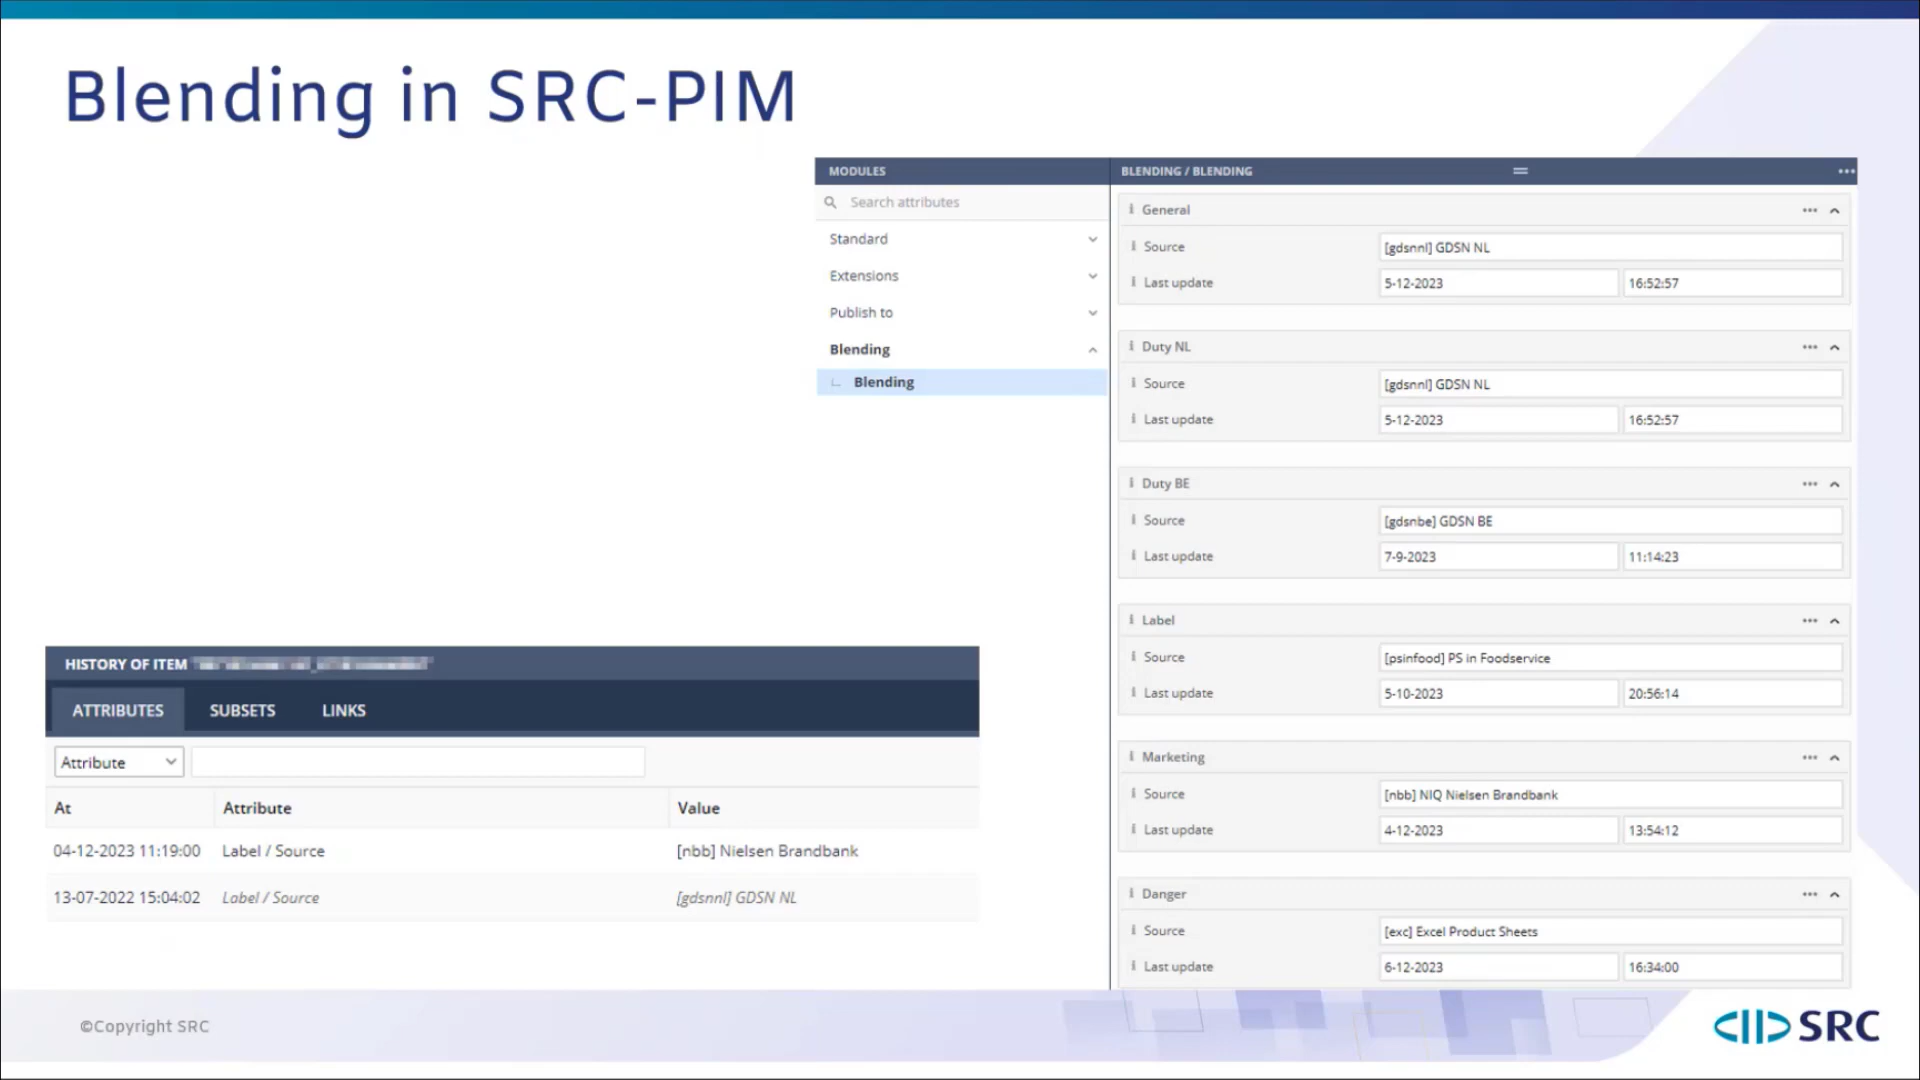 Blending in SRC-PIM
MODULES
Search attributes
Standard
Extensions
Publish to
Blending
Blending
BLENDING / BLENDING
General
Source [gdsnnl] GDSN NL
Last update 5-12-2023 16:52:57
Duty NL
Source [gdsnnl] GDSN NL
Last update 5-12-2023 16:52:57
Duty BE
Source [gdsnbe] GDSN BE
Last update 7-9-2023 11:14:23
Label
Source [psinfood] PS in Foodservice
Last update 5-10-2023 20:56:14
Marketing
Source [nbb] NIQ Nielsen Brandbank
Last update 4-12-2023 13:54:12
Danger
Source [exc] Excel Product Sheets
Last update 6-12-2023 16:34:00
HISTORY OF ITEM
ATTRIBUTES SUBSETS LINKS
Attribute
At Attribute Value
04-12-2023 11:19:00 Label / Source [nbb] Nielsen Brandbank
13-07-2022 15:04:02 Label / Source [gdsnnl] GDSN NL
©Copyright SRC
SRC